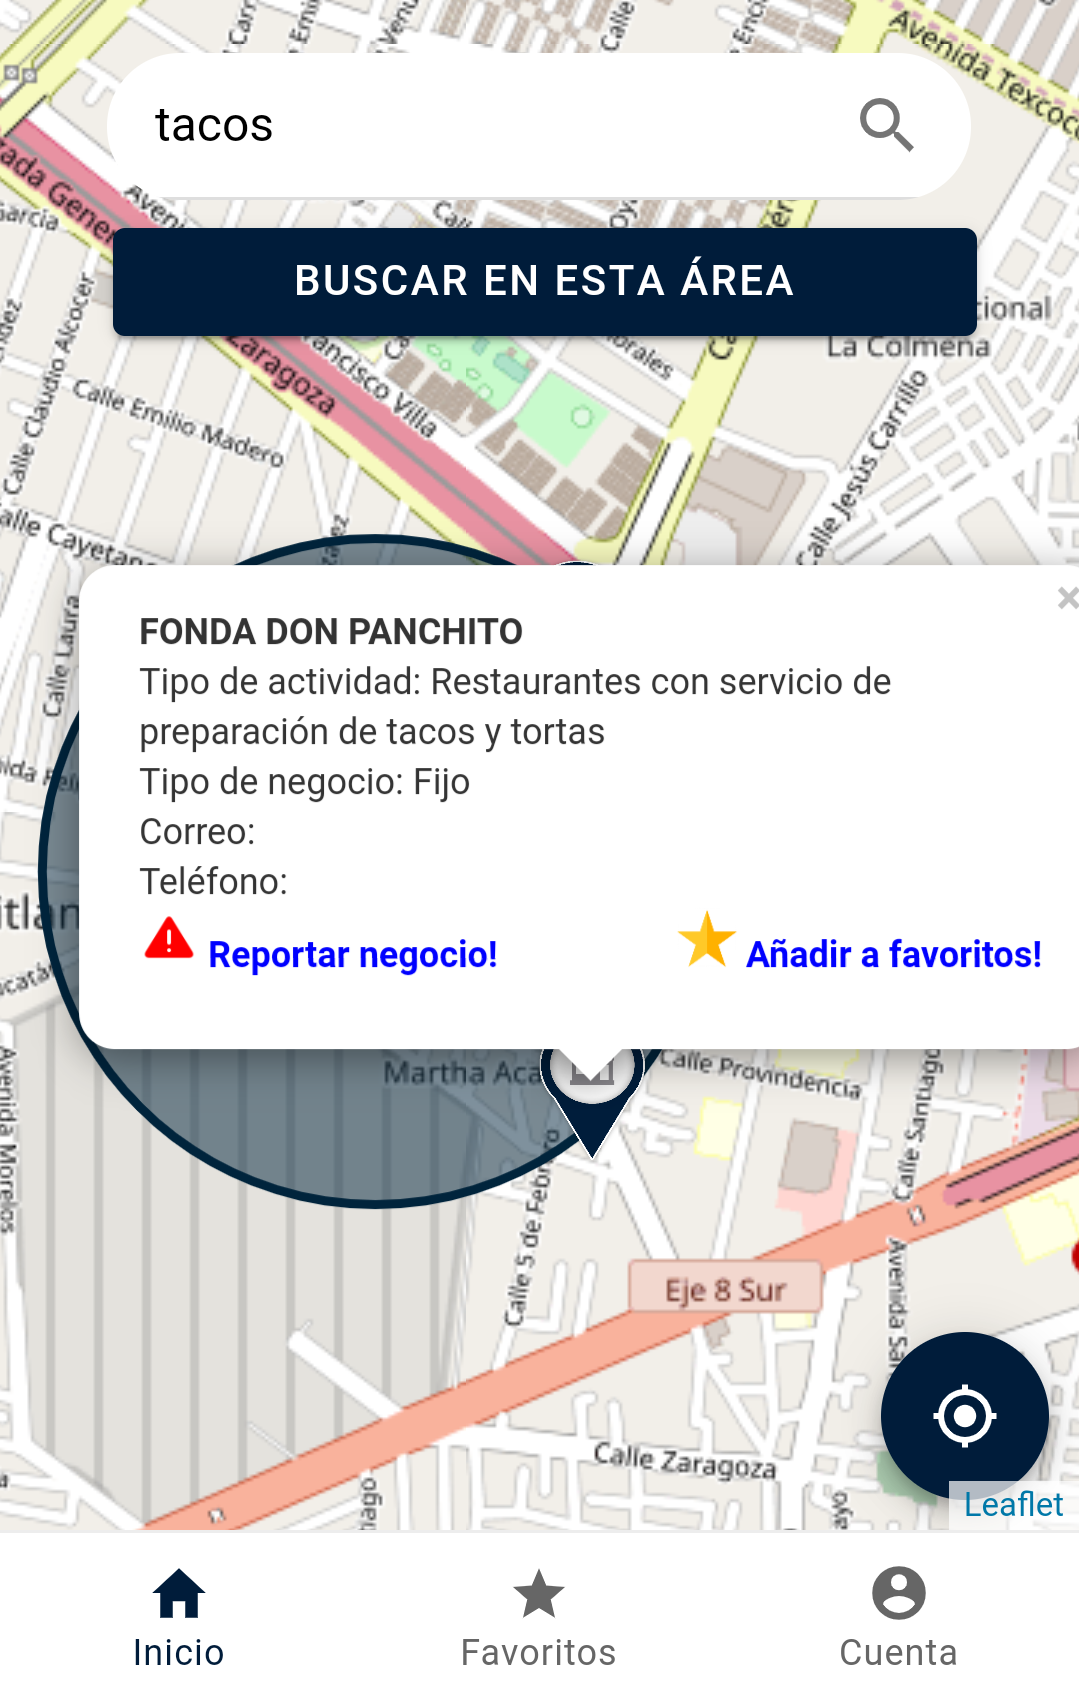 Avenida Texcoco
Calle
tacos
García
BUSCAR EN ESTA ÁREA
La Colmena
Zaragoza
Francisco Villa
Calle Claudio Alcocer
Calle Emilio Madero
Calle Jesús Carrillo
Calle Laura
×
FONDA DON PANCHITO
Tipo de actividad: Restaurantes con servicio de
preparación de tacos y tortas
Tipo de negocio: Fijo
Correo:
Teléfono:
Reportar negocio!
Añadir a favoritos!
Martha Aca
Calle Providencia
Calle Santiago
Avenida Morelos
Calle 5 de Febrero
Eje 8 Sur
Calle Zaragoza
Leaflet
Inicio
Favoritos
Cuenta